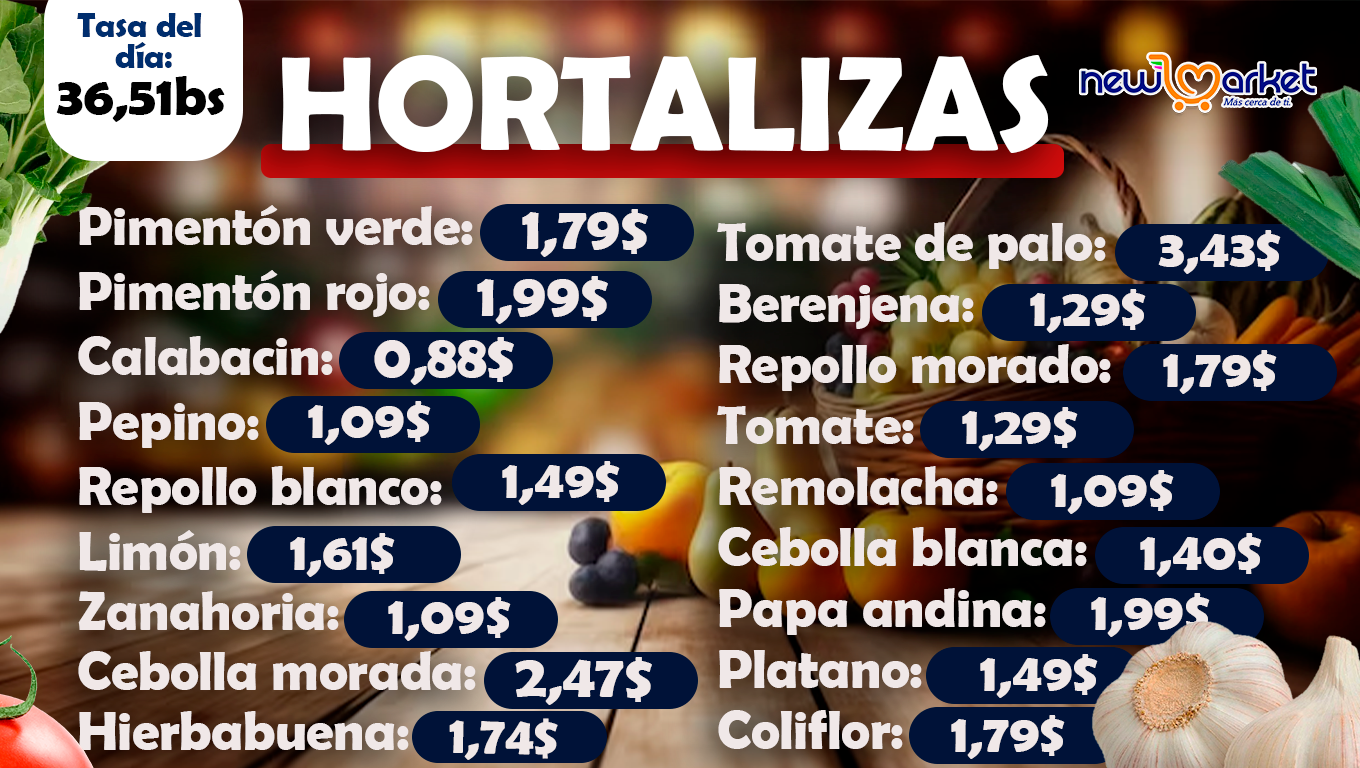 Tasa del
día:
36,51bs
HORTALIZAS
new market
Más cerca de ti.
Pimentón verde: 1,79$
Pimentón rojo: 1,99$
Calabacin: 0,88$
Pepino: 1,09$
Repollo blanco: 1,49$
Limón: 1,61$
Zanahoria: 1,09$
Cebolla morada: 2,47$
Hierbabuena: 1,74$
Tomate de palo: 3,43$
Berenjena: 1,29$
Repollo morado: 1,79$
Tomate: 1,29$
Remolacha: 1,09$
Cebolla blanca: 1,40$
Papa andina: 1,99$
Platano: 1,49$
Coliflor: 1,79$